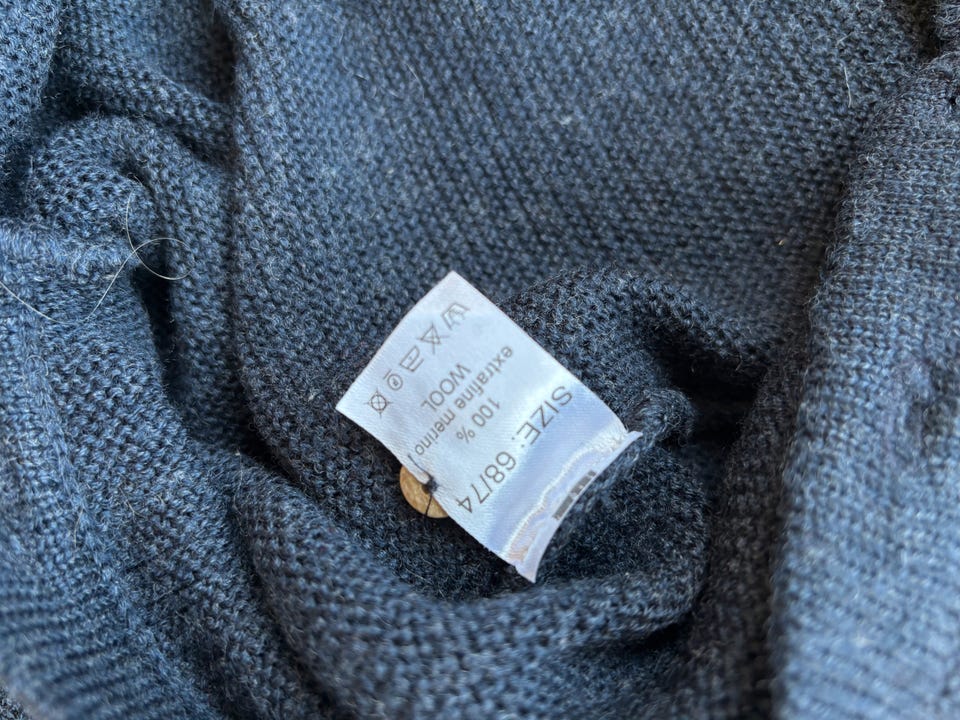 SIZE: 68/74
100 %
extrafine merino
WOOL